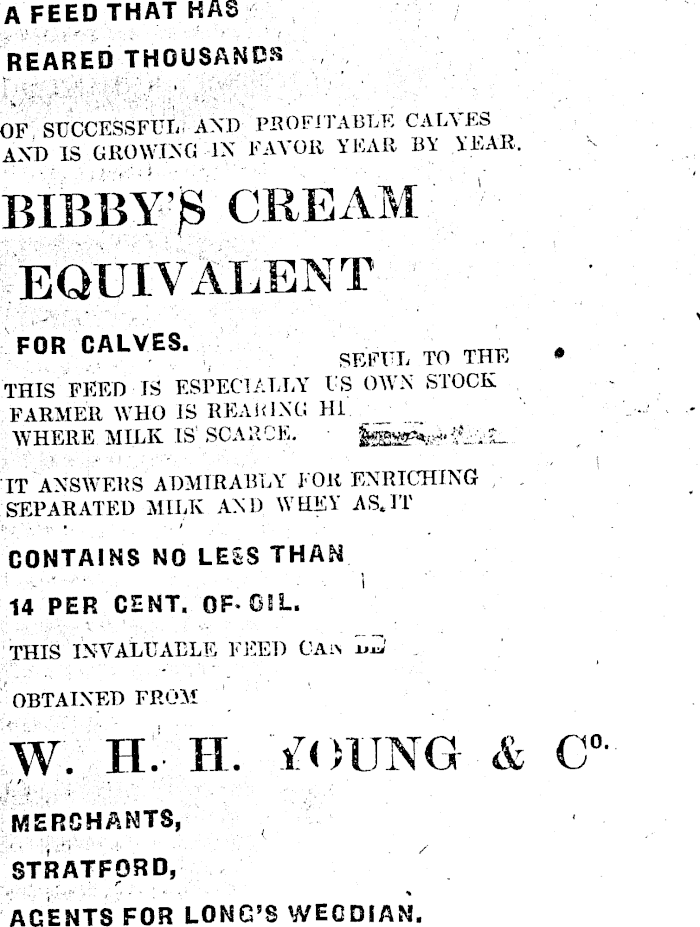 A FEED THAT HAS
REARED THOUSANDS
OF SUCCESSFUL AND PROFITABLE CALVES
AND IS GROWING IN FAVOR YEAR BY YEAR.
BIBBY'S CREAM
EQUIVALENT
FOR CALVES.
SEFUL TO THE
THIS FEED IS ESPECIALLY US OWN STOCK
FARMER WHO IS REARING HI
WHERE MILK IS SCARCE.
IT ANSWERS ADMIRABLY FOR ENRICHING
SEPARATED MILK AND WHEY AS IT
CONTAINS NO LESS THAN
14 PER CENT. OF OIL.
THIS INVALUABLE FEED CAN BE
OBTAINED FROM
W. H. H. YOUNG & Co.
MERCHANTS,
STRATFORD,
AGENTS FOR LONG'S